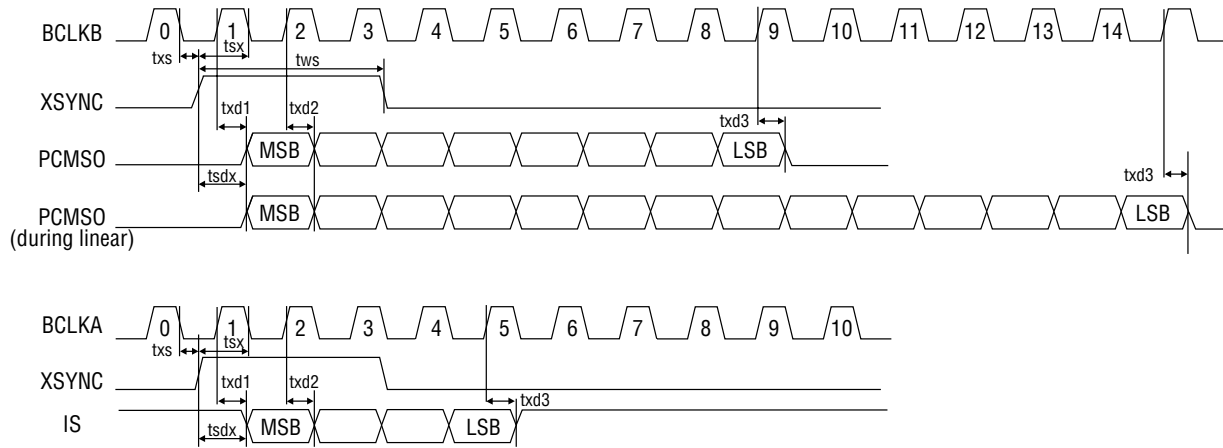 BCLKB 0 1 2 3 4 5 6 7 8 9 10 11 12 13 14
txs tsx
tws
XSYNC
txd1 txd2 txd3
PCMSO MSB LSB
tsdx txd3
PCMSO MSB LSB
(during linear)
BCLKA 0 1 2 3 4 5 6 7 8 9 10
txs tsx
XSYNC
txd1 txd2 txd3
IS MSB LSB
tsdx